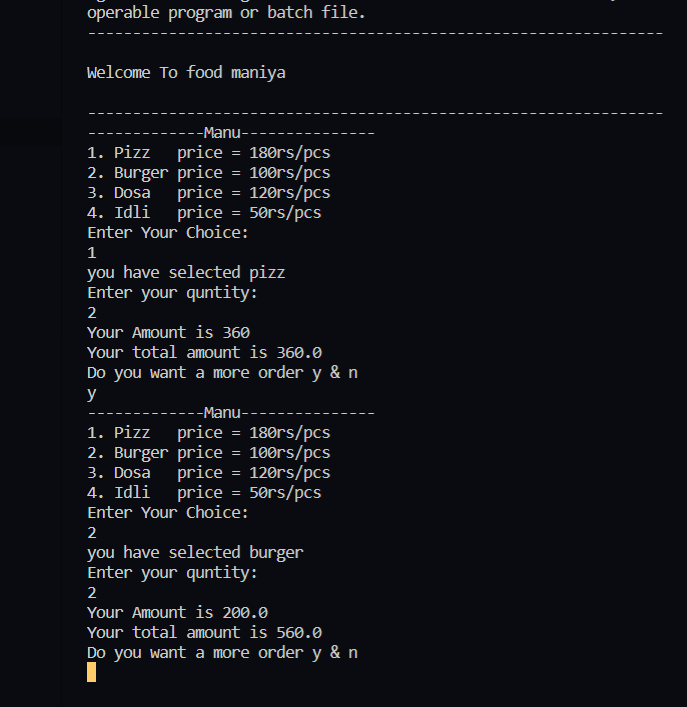 operable program or batch file.
----------------------------------------------------------------
Welcome To food maniya
----------------------------------------------------------------
-------------Manu---------------
1. Pizz   price = 180rs/pcs
2. Burger price = 100rs/pcs
3. Dosa   price = 120rs/pcs
4. Idli   price = 50rs/pcs
Enter Your Choice:
1
you have selected pizz
Enter your quntity:
2
Your Amount is 360
Your total amount is 360.0
Do you want a more order y & n
y
-------------Manu---------------
1. Pizz   price = 180rs/pcs
2. Burger price = 100rs/pcs
3. Dosa   price = 120rs/pcs
4. Idli   price = 50rs/pcs
Enter Your Choice:
2
you have selected burger
Enter your quntity:
2
Your Amount is 200.0
Your total amount is 560.0
Do you want a more order y & n